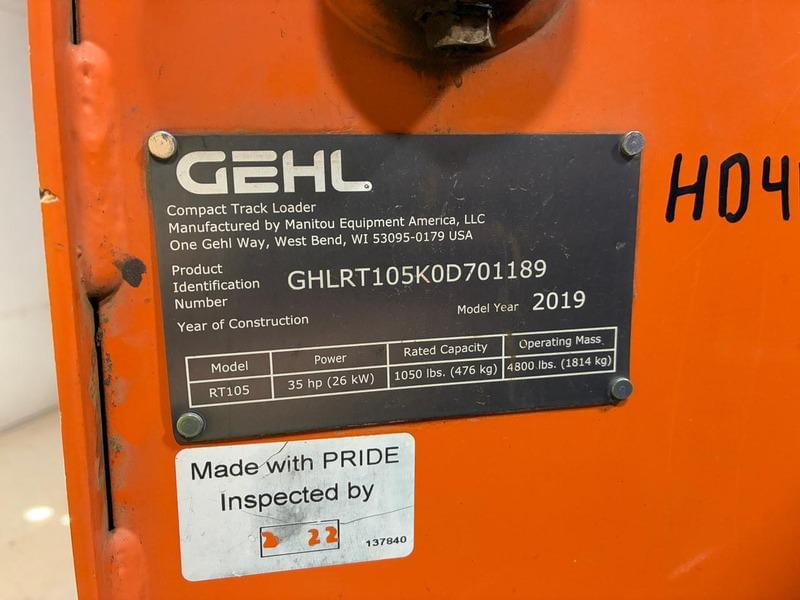 GEHL
Compact Track Loader
Manufactured by Manitou Equipment America, LLC
One Gehl Way, West Bend, WI 53095-0179 USA
Product
Identification
Number
GHLRT105K0D701189
Year of Construction
Model Year 2019
Model Power Rated Capacity Operating Mass
RT105 35 hp (26 kW) 1050 lbs. (476 kg) 4800 lbs. (1814 kg)
HD4
Made with PRIDE
Inspected by
2 22
137840